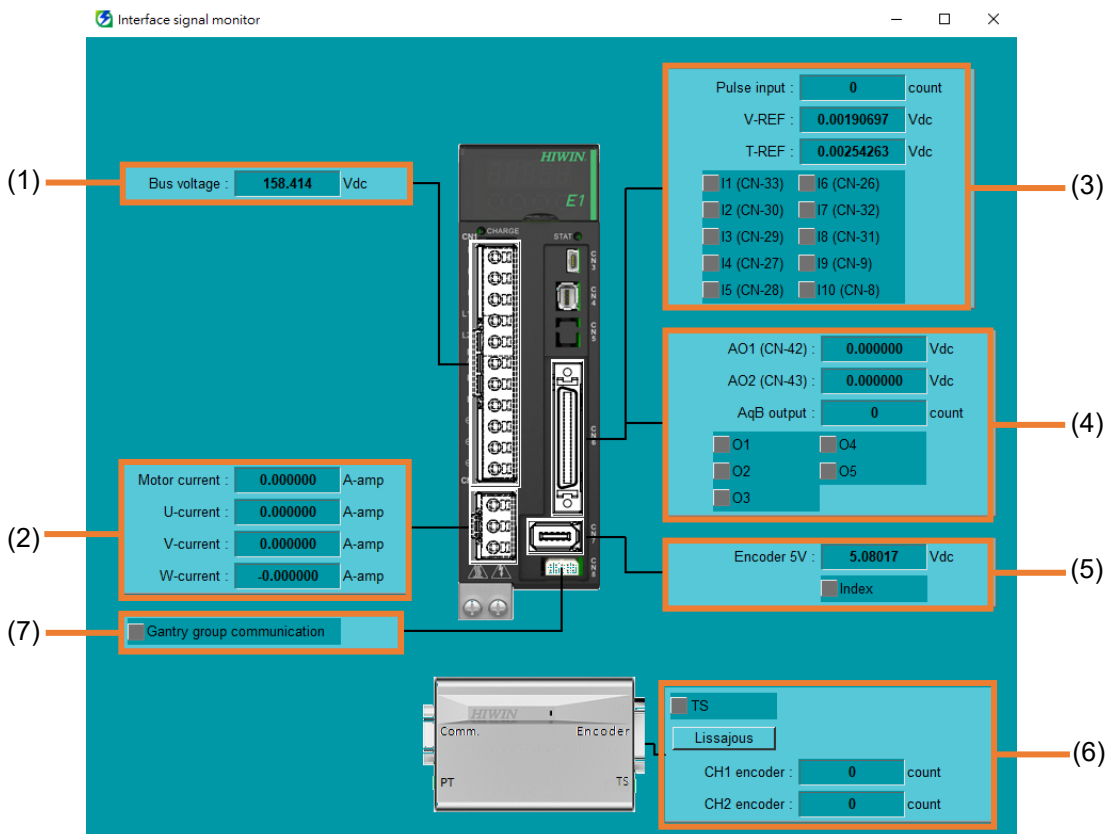 Interface signal monitor
(1)
Bus voltage : 158.414 Vdc
(2)
Motor current : 0.000000 A-amp
U-current : 0.000000 A-amp
V-current : 0.000000 A-amp
W-current : -0.000000 A-amp
(7)
Gantry group communication
HIWIN
E1
CHARGE
CN1
STAT
CN3
CN4
CN5
CN6
CN7
CN8
Pulse input : 0 count
V-REF : 0.00190697 Vdc
T-REF : 0.00254263 Vdc
I1 (CN-33) I6 (CN-26)
I2 (CN-30) I7 (CN-32)
I3 (CN-29) I8 (CN-31)
I4 (CN-27) I9 (CN-9)
I5 (CN-28) I10 (CN-8)
(3)
AO1 (CN-42) : 0.000000 Vdc
AO2 (CN-43) : 0.000000 Vdc
AqB output : 0 count
O1 O4
O2 O5
O3
(4)
Encoder 5V : 5.08017 Vdc
Index
(5)
HIWIN
Comm. Encoder
PT TS
TS
Lissajous
CH1 encoder : 0 count
CH2 encoder : 0 count
(6)